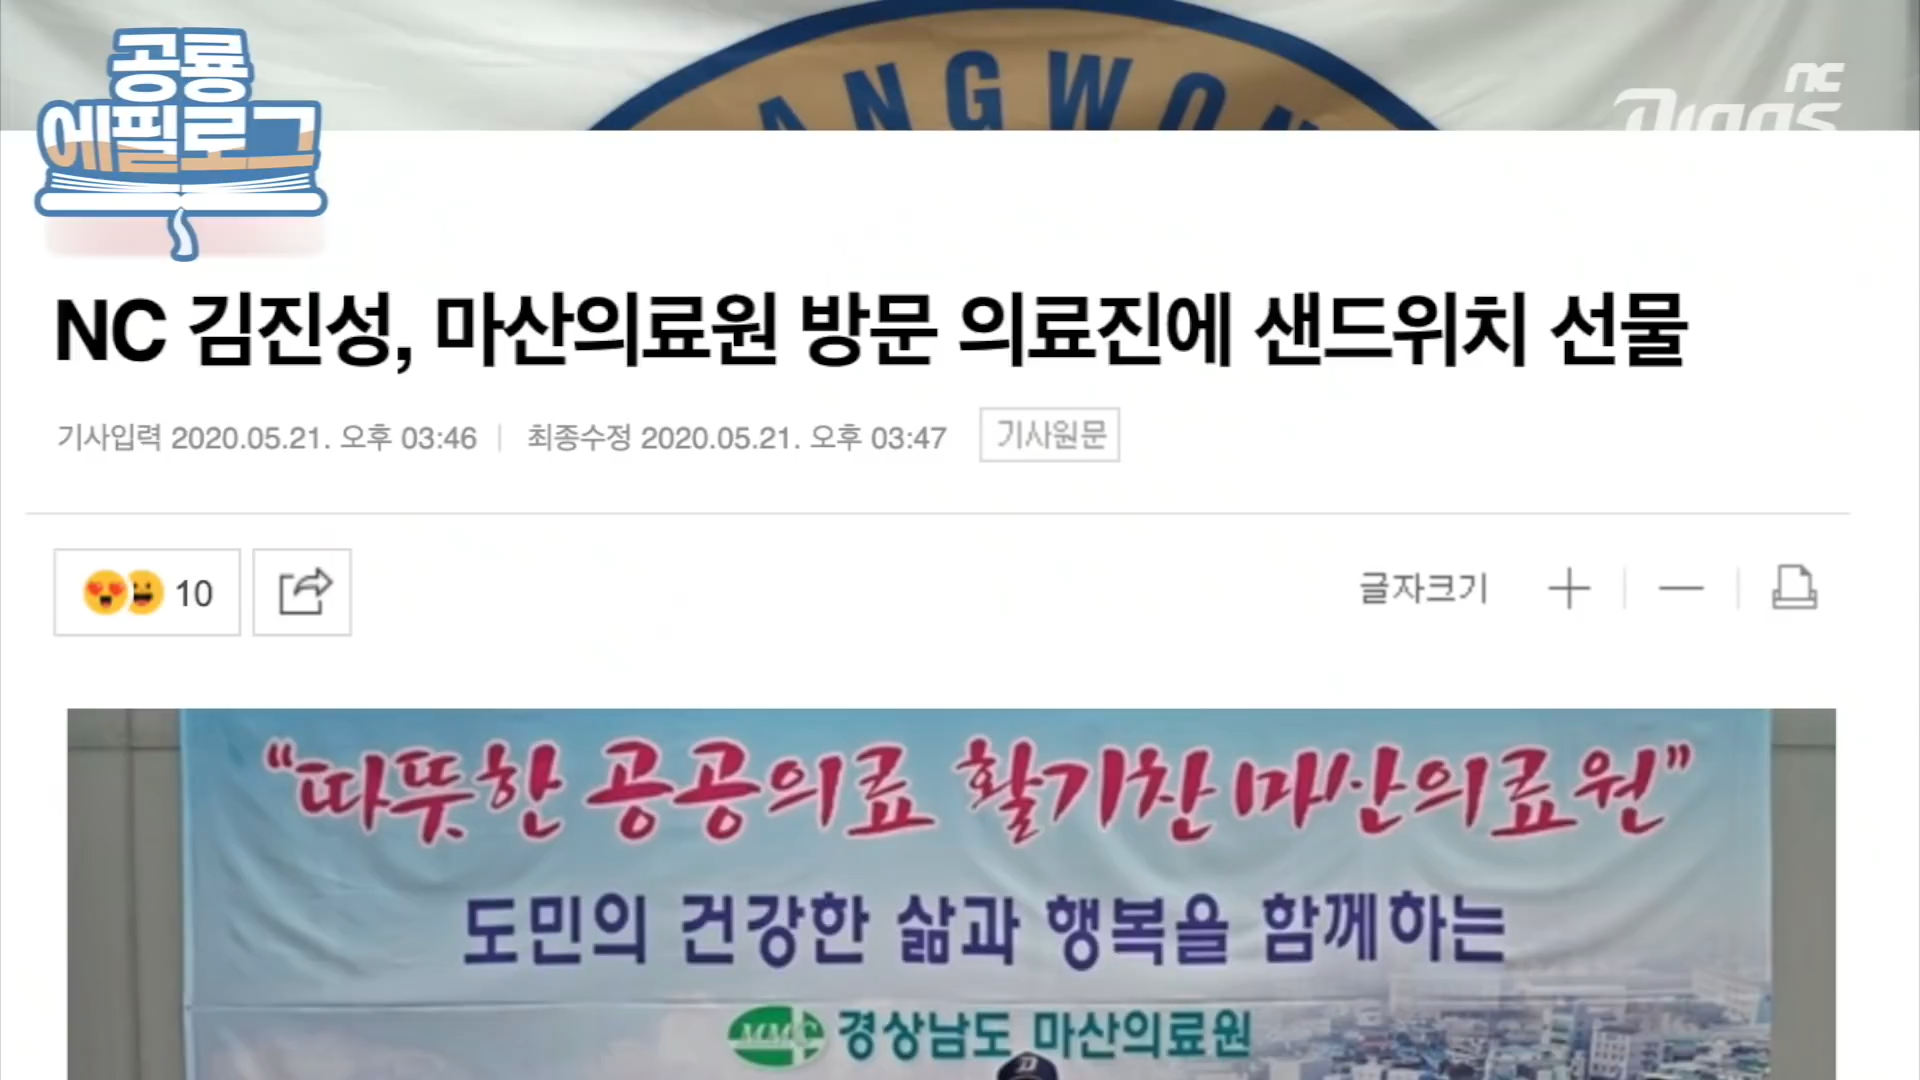 공룡
에필로그
ANGWON
nc
Dinos
NC 김진성, 마산의료원 방문 의료진에 샌드위치 선물
기사입력 2020.05.21. 오후 03:46 | 최종수정 2020.05.21. 오후 03:47 기사원문
10 글자크기
“따뜻한 공공의료 활기찬 마산의료원”
도민의 건강한 삶과 행복을 함께하는
MMC 경상남도 마산의료원
D